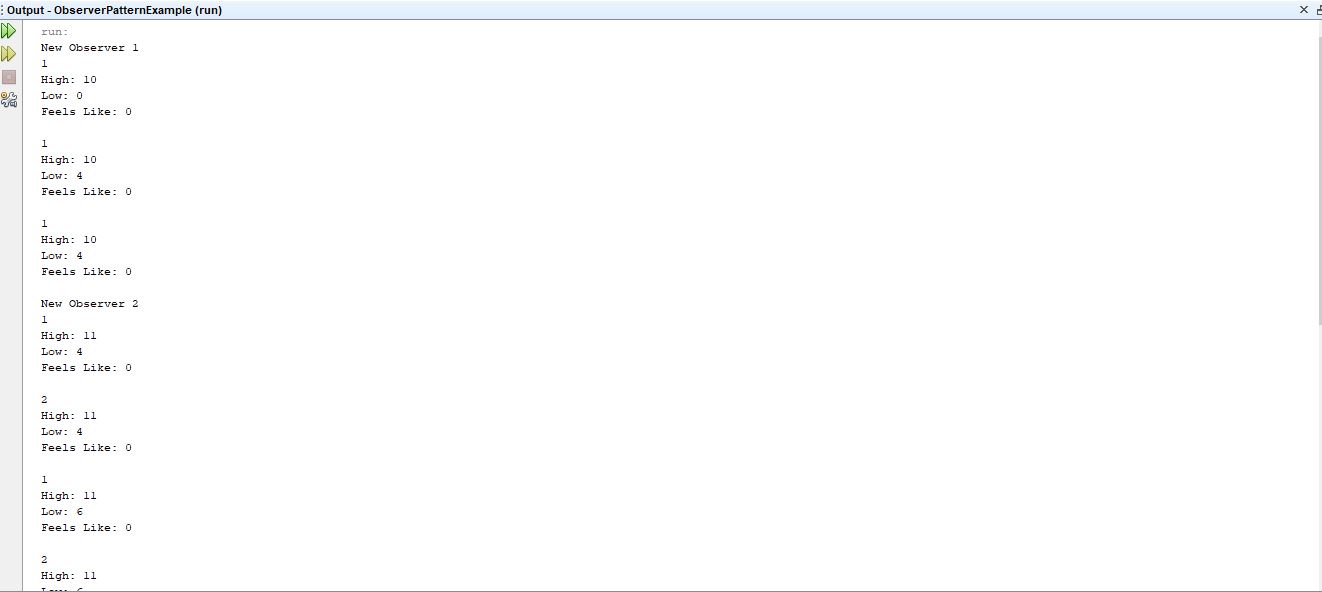 Output - ObserverPatternExample (run)
run:
New Observer 1
1
High: 10
Low: 0
Feels Like: 0
1
High: 10
Low: 4
Feels Like: 0
1
High: 10
Low: 4
Feels Like: 0
New Observer 2
1
High: 11
Low: 4
Feels Like: 0
2
High: 11
Low: 4
Feels Like: 0
1
High: 11
Low: 6
Feels Like: 0
2
High: 11